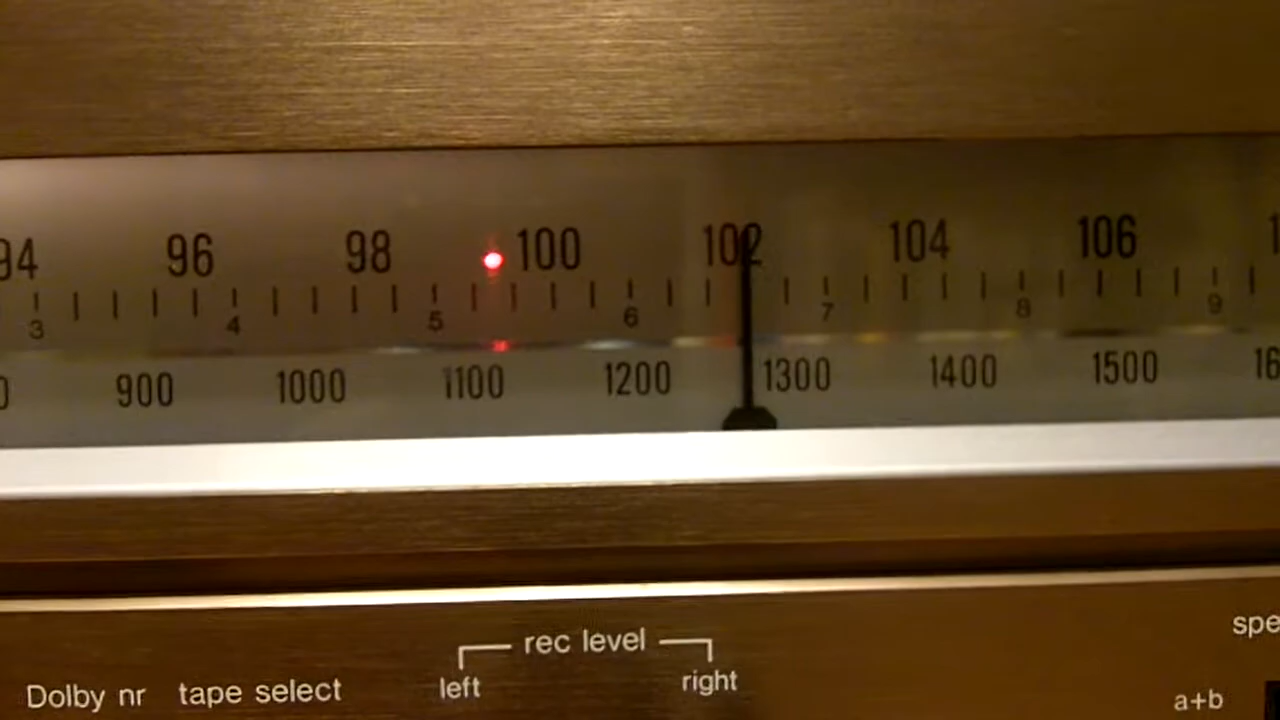 94 96 98 100 102 104 106
3 4 5 6 7 8 9
900 1000 1100 1200 1300 1400 1500
rec level
left right
Dolby nr tape select
a+b